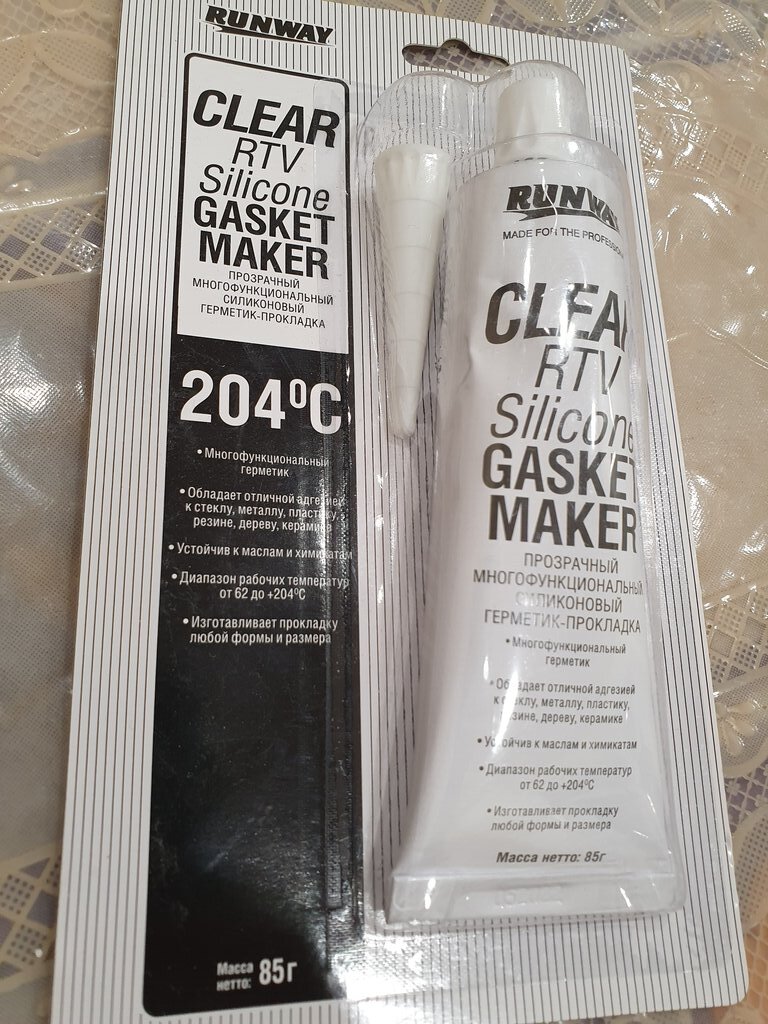 RUNWAY
CLEAR
RTV
Silicone
GASKET
MAKER
ПРОЗРАЧНЫЙ
МНОГОФУНКЦИОНАЛЬНЫЙ
СИЛИКОНОВЫЙ
ГЕРМЕТИК-ПРОКЛАДКА
204⁰C
• Многофункциональный
герметик
• Обладает отличной адгезией
к стеклу, металлу, пластику,
резине, дереву, керамике
• Устойчив к маслам и химикатам
• Диапазон рабочих температур
от 62 до +204⁰С
• Изготавливает прокладку
любой формы и размера
Масса
нетто: 85г
RUNWAY
MADE FOR THE PROFESSION
CLEAR
RTV
Silicone
GASKET
MAKER
ПРОЗРАЧНЫЙ
МНОГОФУНКЦИОНАЛЬНЫЙ
СИЛИКОНОВЫЙ
ГЕРМЕТИК-ПРОКЛАДКА
• Многофункциональный
герметик
• Обладает отличной адгезией
к стеклу, металлу, пластику,
резине, дереву, керамике
• Устойчив к маслам и химикатам
• Диапазон рабочих температур
от 62 до +204⁰С
• Изготавливает прокладку
любой формы и размера
Масса нетто: 85г